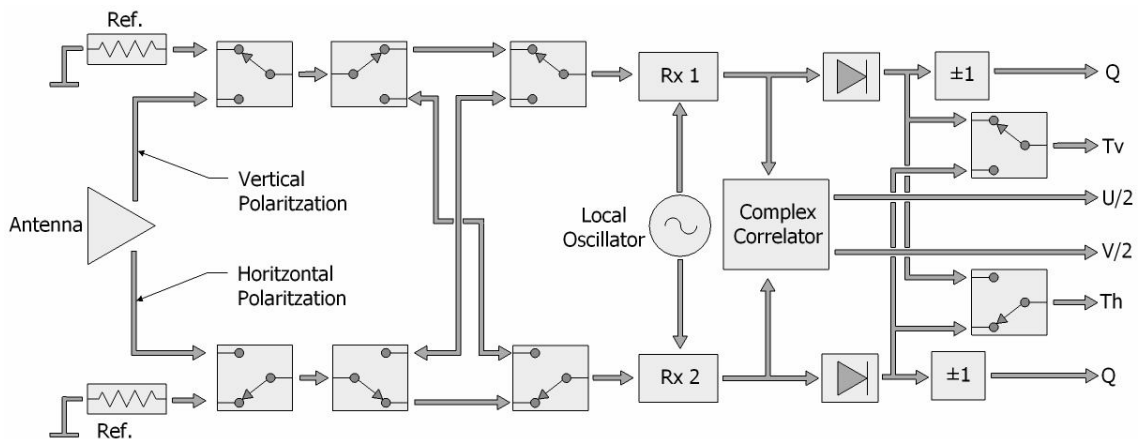 Ref.
Rx 1
±1
Q
Vertical
Polaritzation
Tv
Antenna
Local
Oscillator
Complex
Correlator
U/2
V/2
Horitzontal
Polaritzation
Th
Rx 2
±1
Q
Ref.